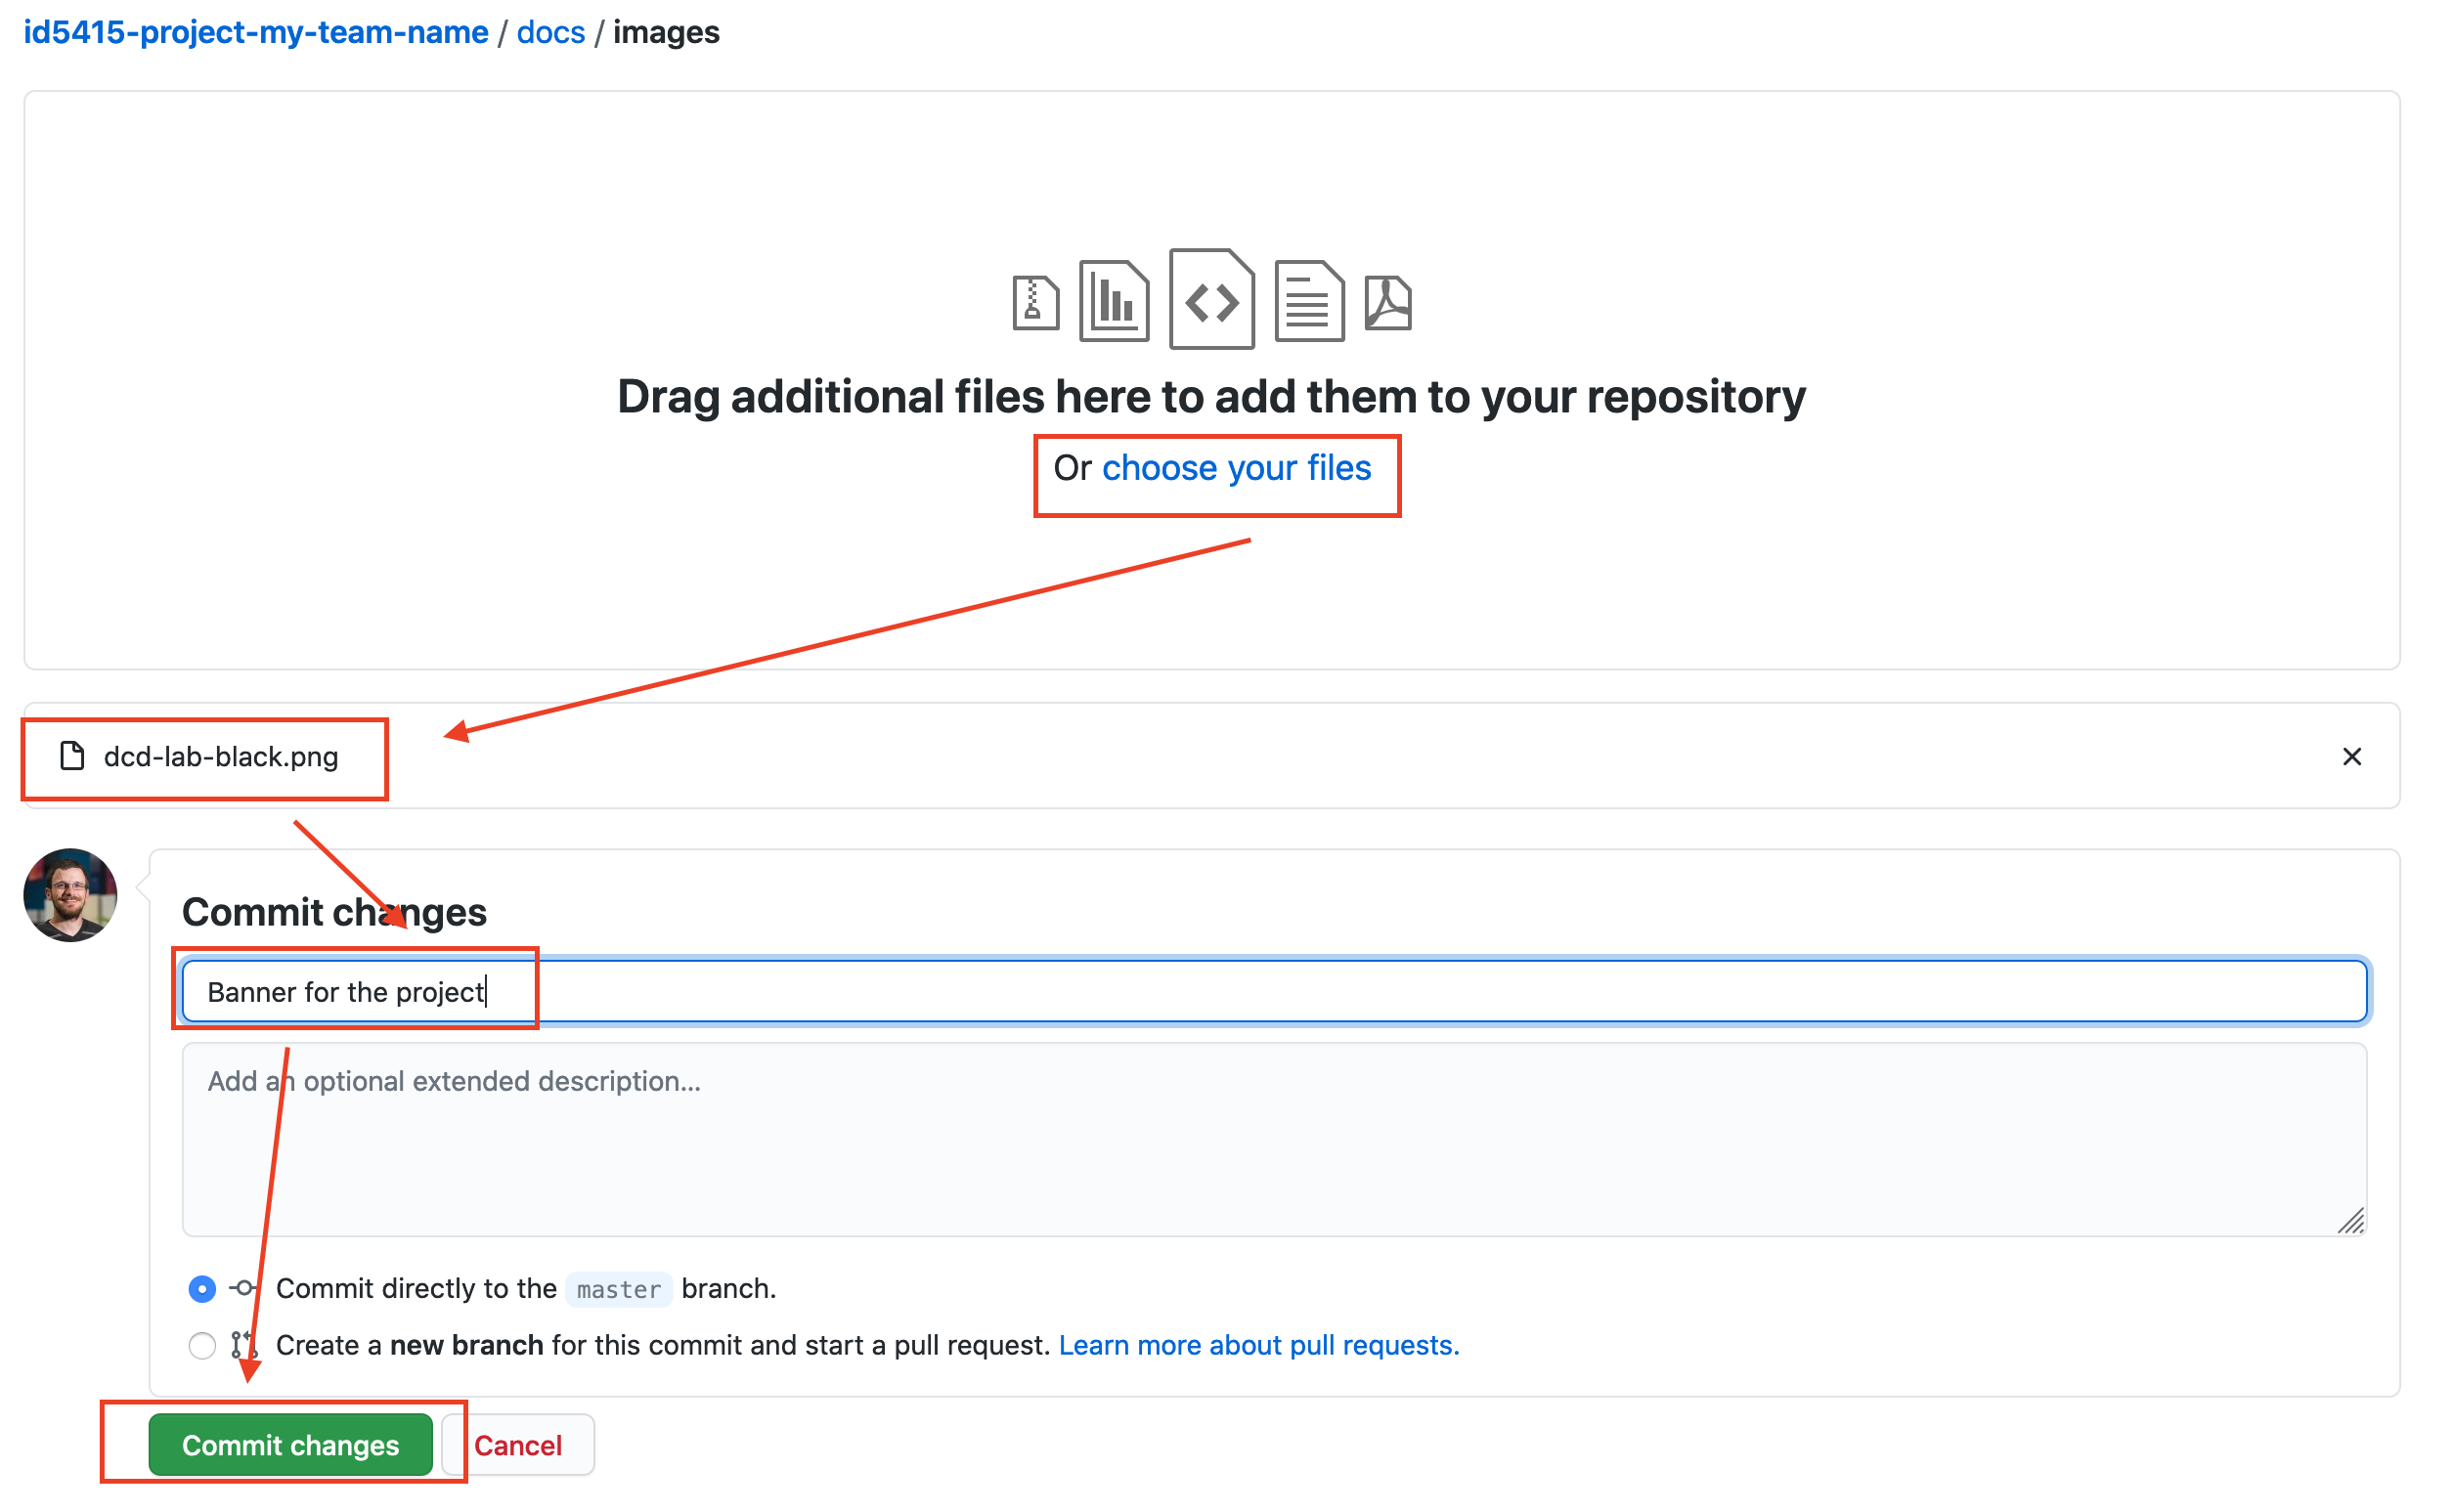 id5415-project-my-team-name / docs / images
Drag additional files here to add them to your repository
Or choose your files
dcd-lab-black.png
Commit changes
Banner for the project
Add an optional extended description...
Commit directly to the master branch.
Create a new branch for this commit and start a pull request. Learn more about pull requests.
Commit changes
Cancel